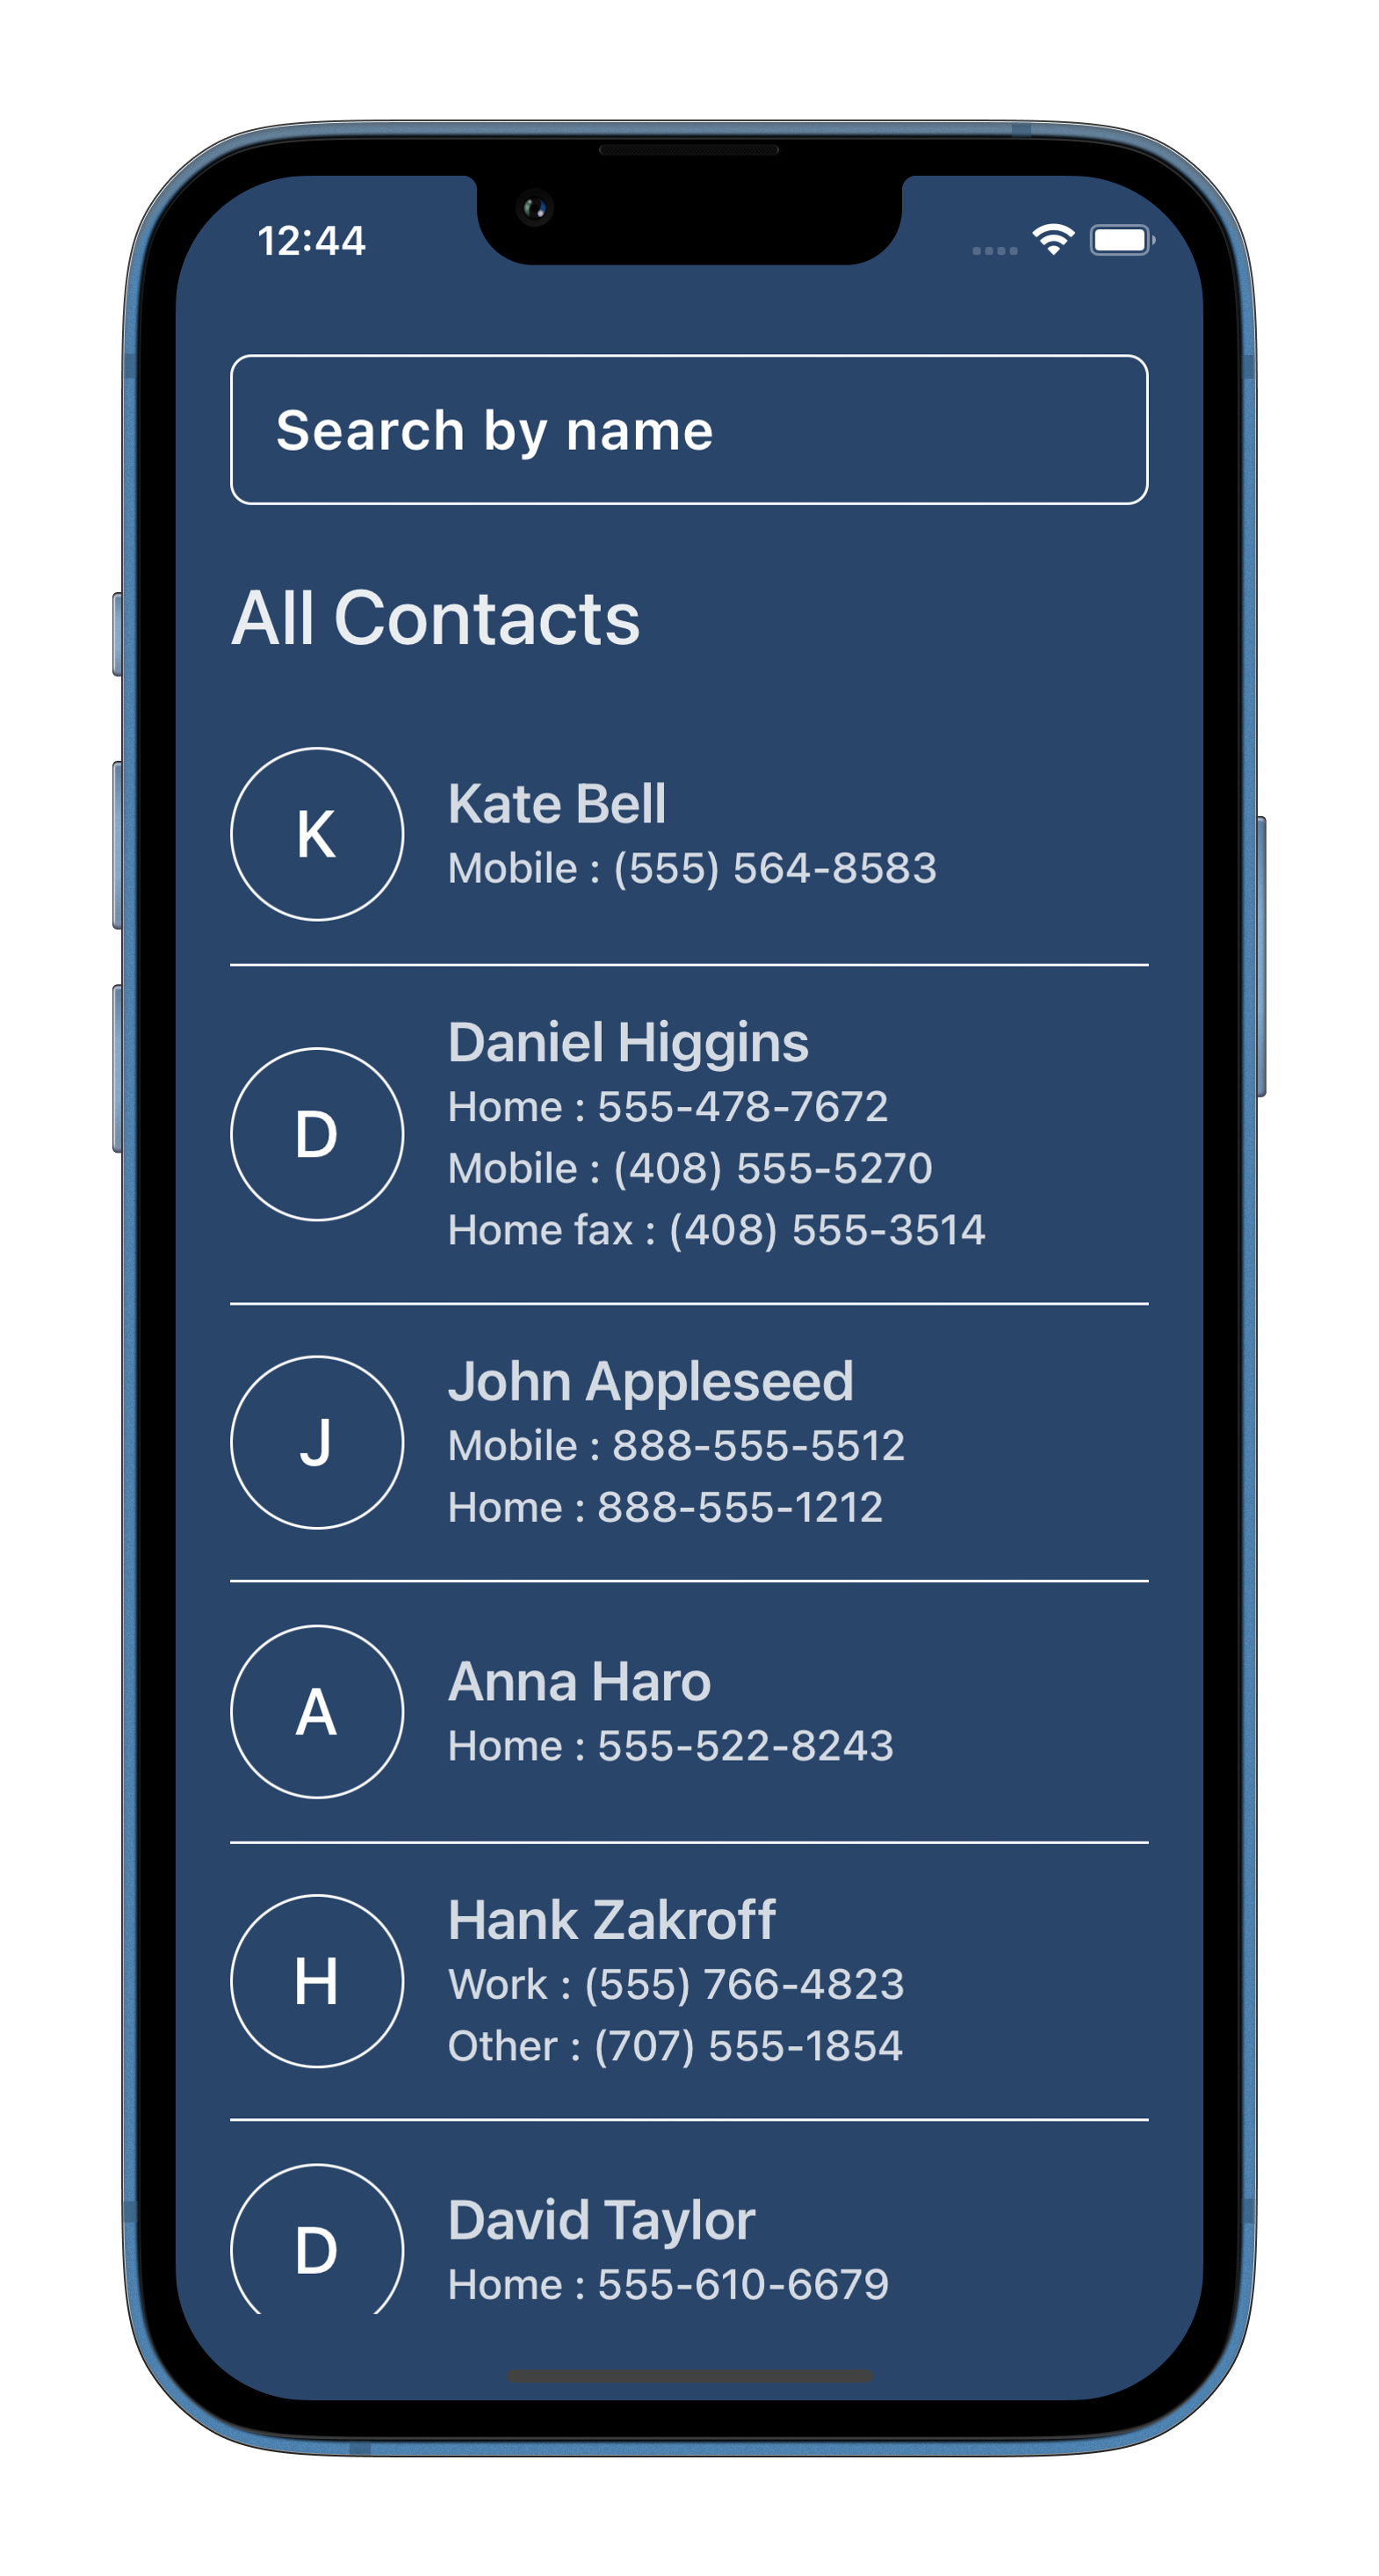 12:44
Search by name
All Contacts
K
Kate Bell
Mobile : (555) 564-8583
D
Daniel Higgins
Home : 555-478-7672
Mobile : (408) 555-5270
Home fax : (408) 555-3514
J
John Appleseed
Mobile : 888-555-5512
Home : 888-555-1212
A
Anna Haro
Home : 555-522-8243
H
Hank Zakroff
Work : (555) 766-4823
Other : (707) 555-1854
D
David Taylor
Home : 555-610-6679